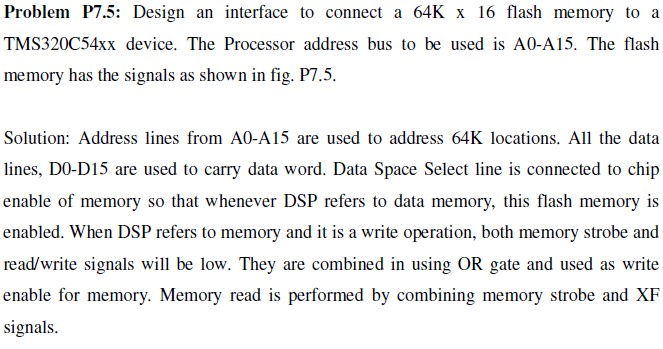 Problem P7.5: Design an interface to connect a 64K x 16 flash memory to a
TMS320C54xx device. The Processor address bus to be used is A0-A15. The flash
memory has the signals as shown in fig. P7.5.
Solution: Address lines from A0-A15 are used to address 64K locations. All the data
lines, D0-D15 are used to carry data word. Data Space Select line is connected to chip
enable of memory so that whenever DSP refers to data memory, this flash memory is
enabled. When DSP refers to memory and it is a write operation, both memory strobe and
read/write signals will be low. They are combined in using OR gate and used as write
enable for memory. Memory read is performed by combining memory strobe and XF
signals.